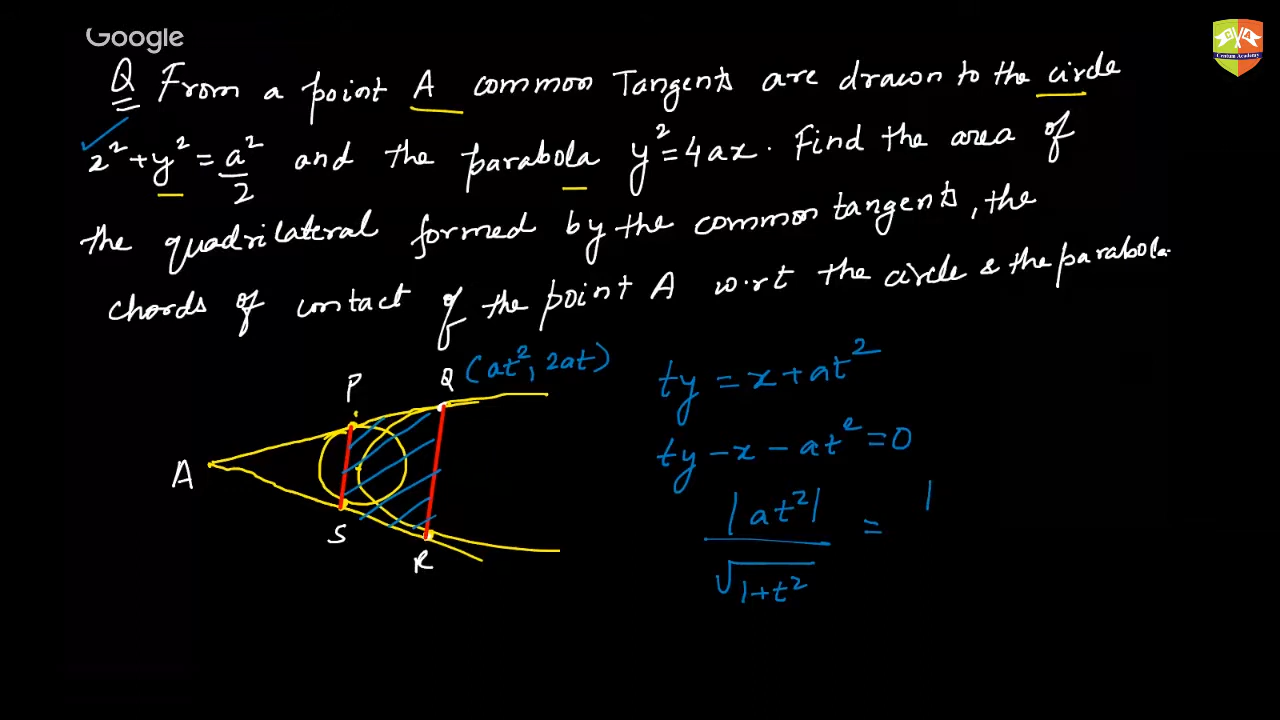 Google
Q From a point A common Tangents are drawn to the circle
x² + y² = a²/2 and the parabola y² = 4ax. Find the area of
the quadrilateral formed by the common tangents, the
chords of contact of the point A w.r.t the circle & the parabola.
P Q (at², 2at)
A
S
R
ty = x + at²
ty - x - at² = 0
|at²| / √1+t² = |
C A
Centum Academy